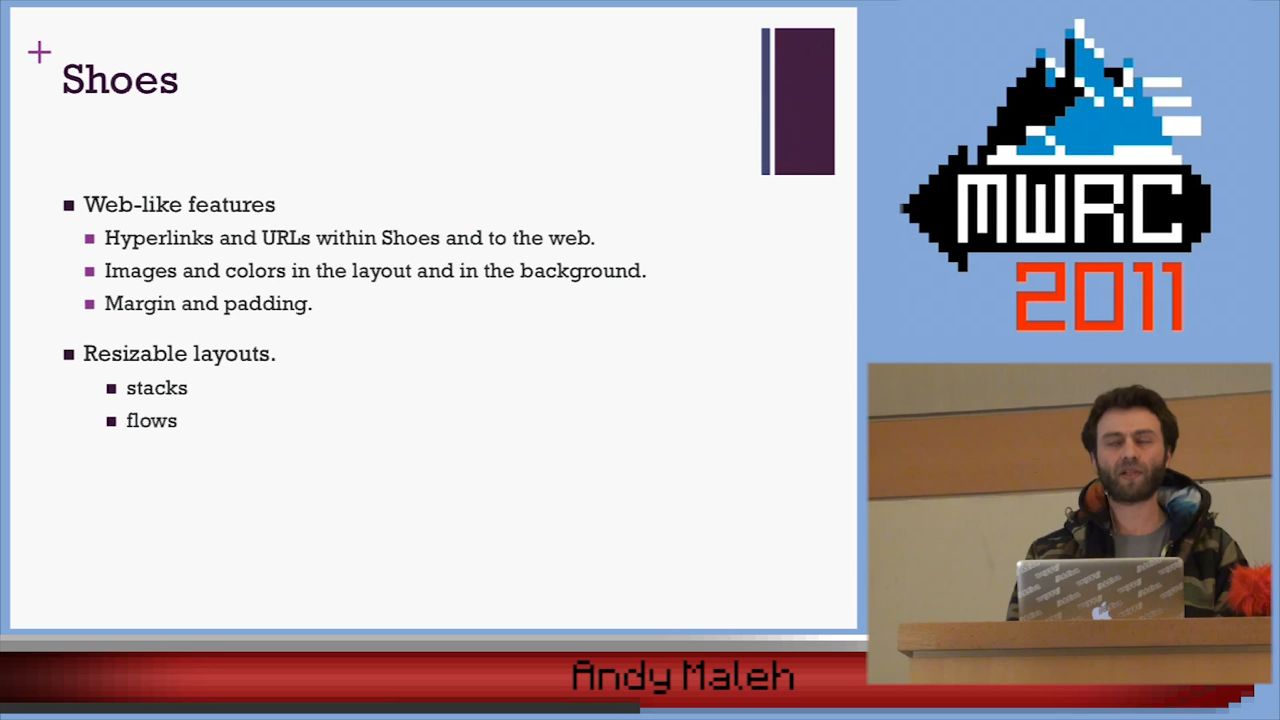 +
Shoes
Web-like features
Hyperlinks and URLs within Shoes and to the web.
Images and colors in the layout and in the background.
Margin and padding.
Resizable layouts.
stacks
flows
MWRC
2011
Andy Maleh